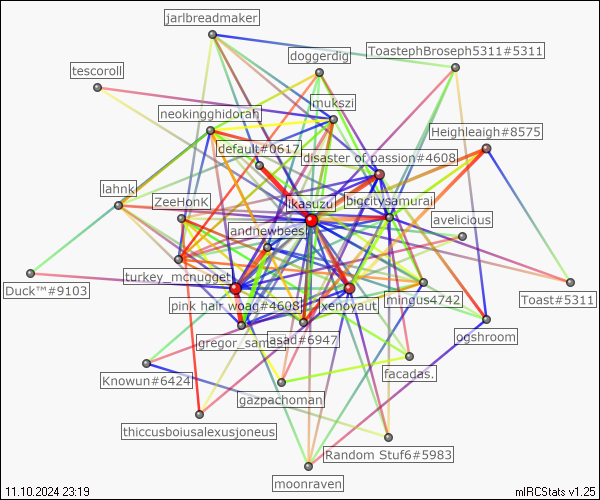 jarlbreadmaker
doggerdig
ToastephBroseph5311#5311
tescoroll
imukszi
neokingghidorah
Heighleaigh#8575
default#0617
disaster of passion#4608
lahnk
ZeeHonK
ikasuzu
bigcitysamurai
avelicious
andnewbees
turkey_mcnugget
Duck™#9103
Toast#5311
pink hair woag#4608
xenoyaut
mingus4742
ogshroom
asad#6947
facadas.
Knowun#6424
gazpachoman
thiccusboiusalexusjoneus
Random Stuf6#5983
moonraven
11.10.2024 23:19
mIRCStats v1.25